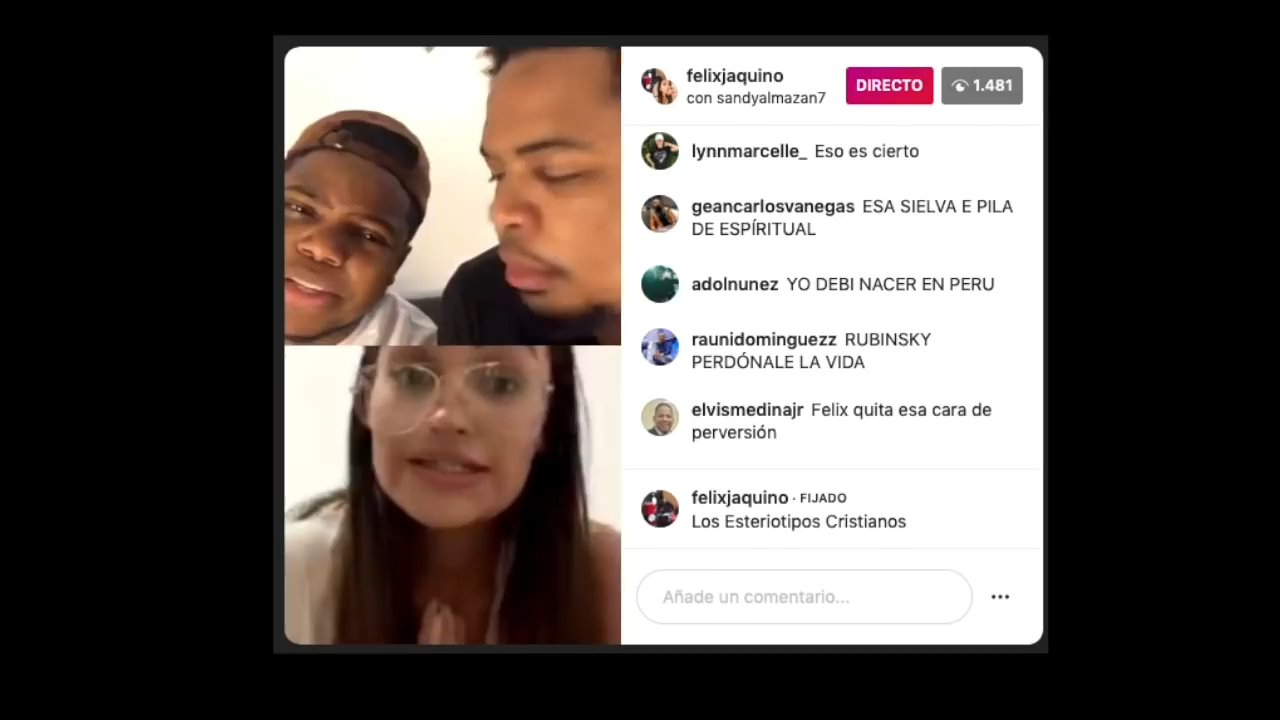 felixjaquino
con sandyalmazan7
DIRECTO
1.481
lynnmarcelle_ Eso es cierto
geancarlosvanegas ESA SIELVA E PILA
DE ESPÍRITUAL
adolnunez YO DEBI NACER EN PERU
raunidominguezz RUBINSKY
PERDÓNALE LA VIDA
elvismedinajr Felix quita esa cara de
perversión
felixjaquino · FIJADO
Los Esteriotipos Cristianos
Añade un comentario...